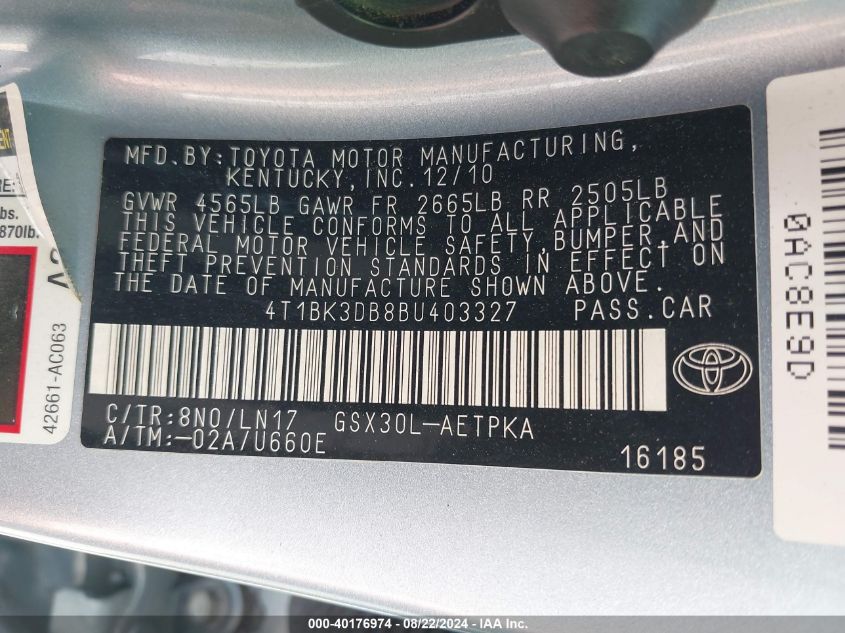 MFD.BY:TOYOTA MOTOR MANUFACTURING,
KENTUCKY,INC.12/10
GVWR 4565LB GAWR FR 2665LB RR 2505LB
THIS VEHICLE CONFORMS TO ALL APPLICABLE
FEDERAL MOTOR VEHICLE SAFETY,BUMPER,AND
THEFT PREVENTION STANDARDS IN EFFECT ON
THE DATE OF MANUFACTURE SHOWN ABOVE.
4T1BK3DB8BU403327 PASS.CAR
C/TR:8N0/LN17 GSX30L-AETPKA
A/TM:-02A/U660E
16185
lbs.
870lb.
42661-AC063
0AC8E9D
000-40176974 - 08/22/2024 - IAA Inc.